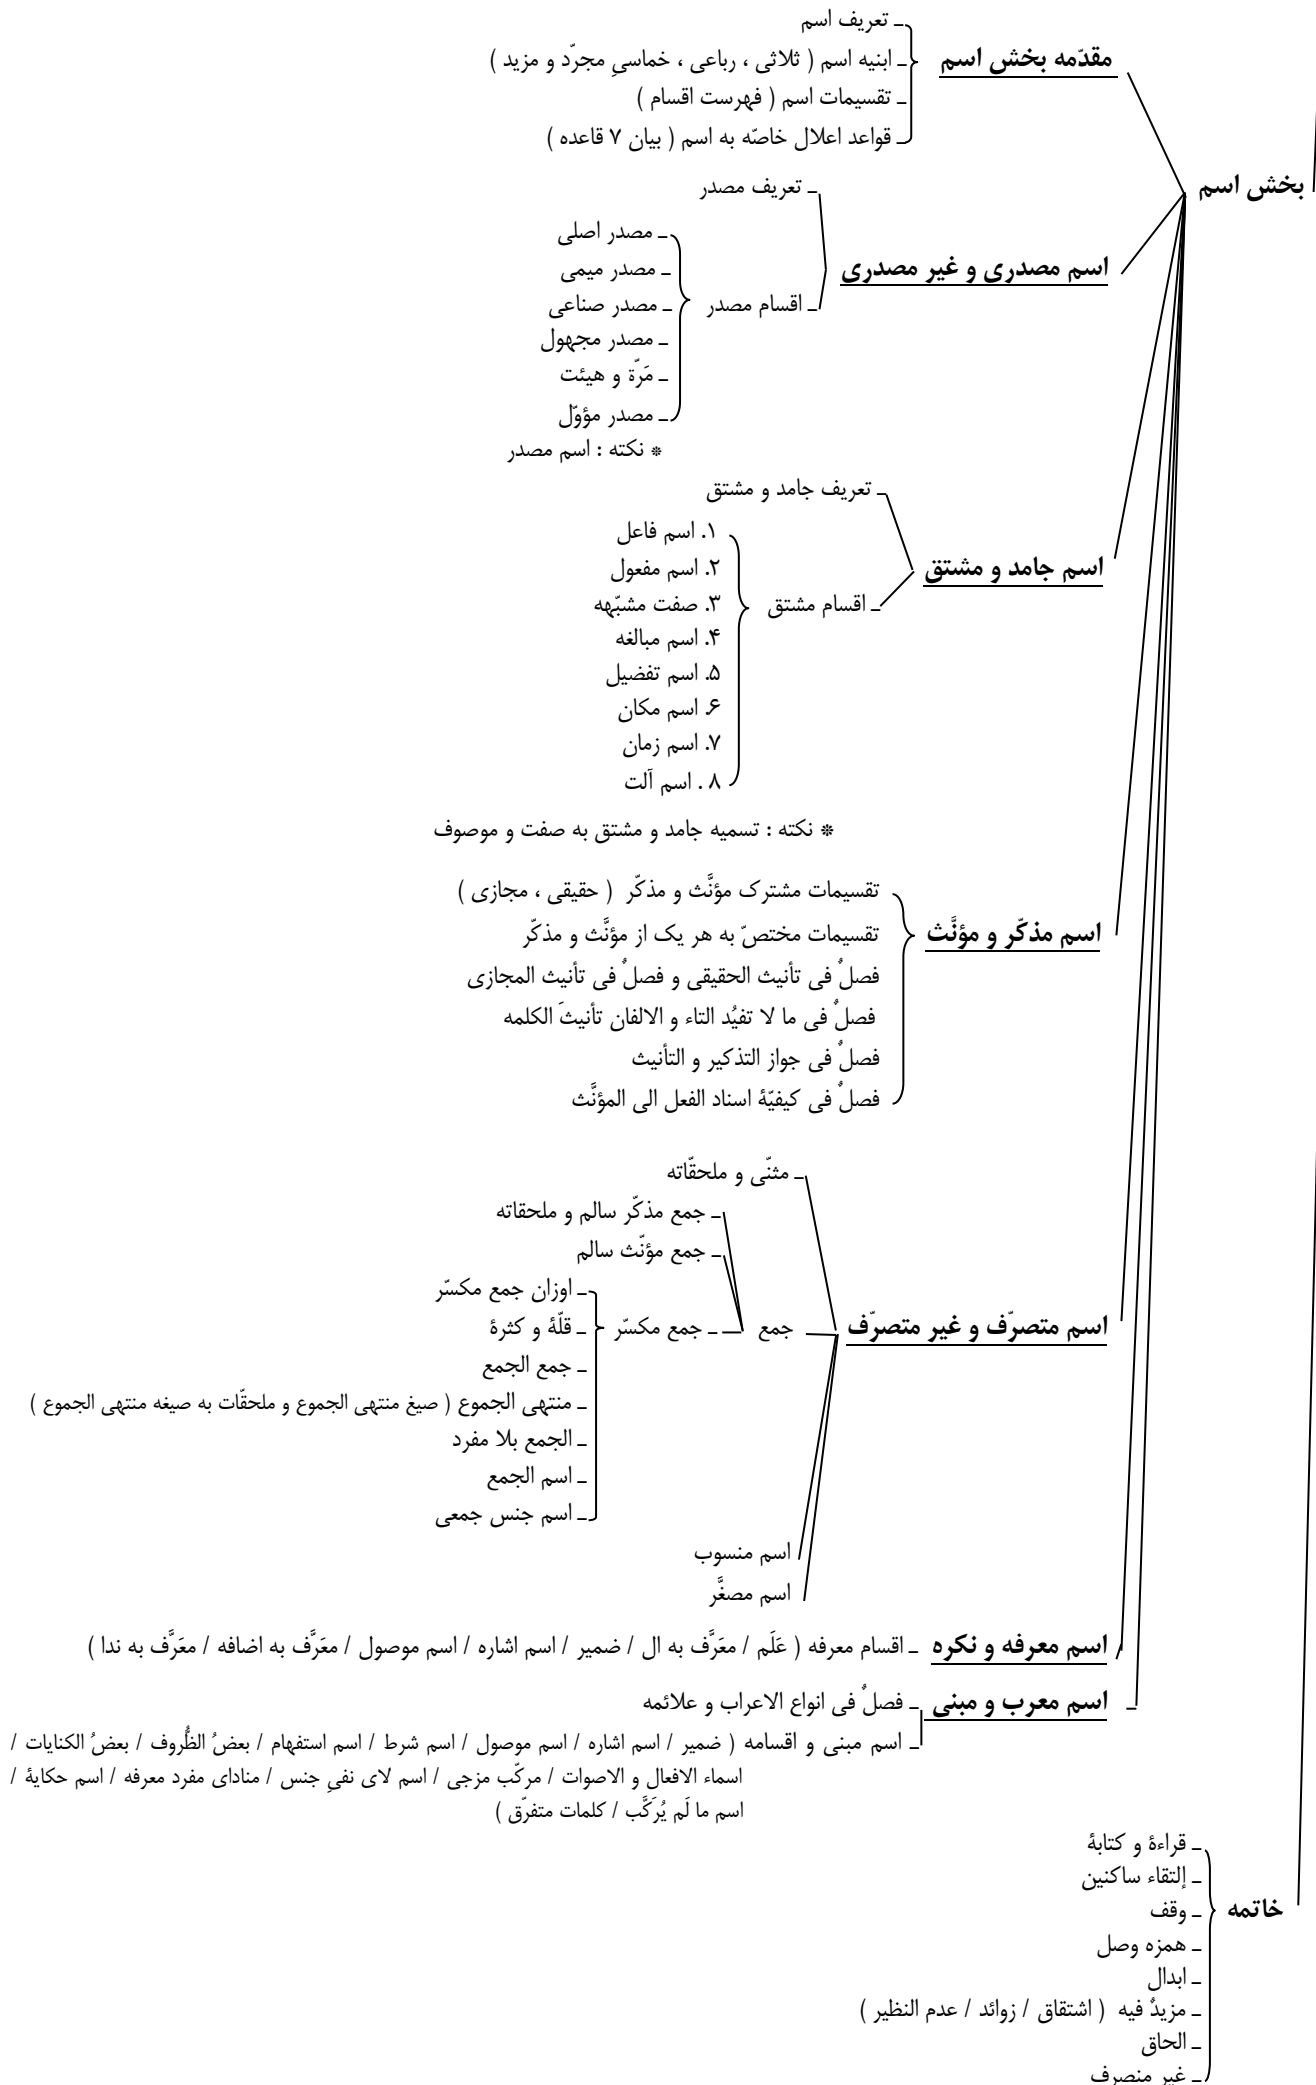 ـ تعریف اسم
مقدّمه بخش اسم ـ ابنیه اسم ( ثلاثی ، رباعی ، خماسیِ مجرّد و مزید )
ـ تقسیمات اسم ( فهرست اقسام )
ـ قواعد اعلال خاصّه به اسم ( بیان ۷ قاعده )
بخش اسم
ـ تعریف مصدر
ـ مصدر اصلی
اسم مصدری و غیر مصدری
ـ مصدر میمی
ـ اقسام مصدر
ـ مصدر صناعی
ـ مصدر مجهول
ـ مَرّة و هیئت
ـ مصدر مؤوّل
* نکته : اسم مصدر
ـ تعریف جامد و مشتق
۱. اسم فاعل
اسم جامد و مشتق
۲. اسم مفعول
ـ اقسام مشتق
۳. صفت مشبّهه
۴. اسم مبالغه
۵. اسم تفضیل
۶. اسم مکان
۷. اسم زمان
۸ . اسم آلت
* نکته : تسمیه جامد و مشتق به صفت و موصوف
تقسیمات مشترک مؤنَّث و مذکّر ( حقیقی ، مجازی )
اسم مذکّر و مؤنَّث
تقسیمات مختصّ به هر یک از مؤنَّث و مذکّر
فصلٌ فی تأنیث الحقیقی و فصلٌ فی تأنیث المجازی
فصلٌ فی ما لا تفیُد التاء و الالفان تأنیثَ الکلمه
فصلٌ فی جواز التذکیر و التأنیث
فصلٌ فی کیفیّهٔ اسناد الفعل الی المؤنَّث
ـ مثنّی و ملحقّاته
ـ جمع مذکّر سالم و ملحقاته
ـ جمع مؤنّث سالم
ـ اوزان جمع مکسّر
اسم متصرّف و غیر متصرّف
جمع
ـ جمع مکسّر
ـ قلّهٔ و کثرهٔ
ـ جمع الجمع
ـ منتهی الجموع ( صیغ منتهی الجموع و ملحقّات به صیغه منتهی الجموع )
ـ الجمع بلا مفرد
ـ اسم الجمع
ـ اسم جنس جمعی
اسم منسوب
اسم مصغَّر
اسم معرفه و نکره ـ اقسام معرفه ( عَلَم / معَرَّف به ال / ضمیر / اسم اشاره / اسم موصول / معَرَّف به اضافه / معَرَّف به ندا )
ـ اسم معرب و مبنی ـ فصلٌ فی انواع الاعراب و علائمه
ـ اسم مبنی و اقسامه ( ضمیر / اسم اشاره / اسم موصول / اسم شرط / اسم استفهام / بعضُ الظُّروف / بعضُ الکنایات /
اسماء الافعال و الاصوات / مرکّب مزجی / اسم لای نفیِ جنس / منادای مفرد معرفه / اسم حکایهٔ /
اسم ما لَم یُرَکَّب / کلمات متفرّق )
ـ قراءهٔ و کتابهٔ
ـ إلتقاء ساکنین
خاتمه
ـ وقف
ـ همزه وصل
ـ ابدال
ـ مزیدٌ فیه ( اشتقاق / زوائد / عدم النظیر )
ـ الحاق
ـ غیر منصرف